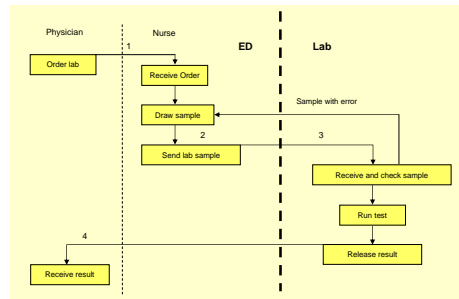 Physician
Nurse
ED
Lab
1
Order lab
Receive Order
Sample with error
Draw sample
2
3
Send lab sample
Receive and check sample
Run test
4
Release result
Receive result